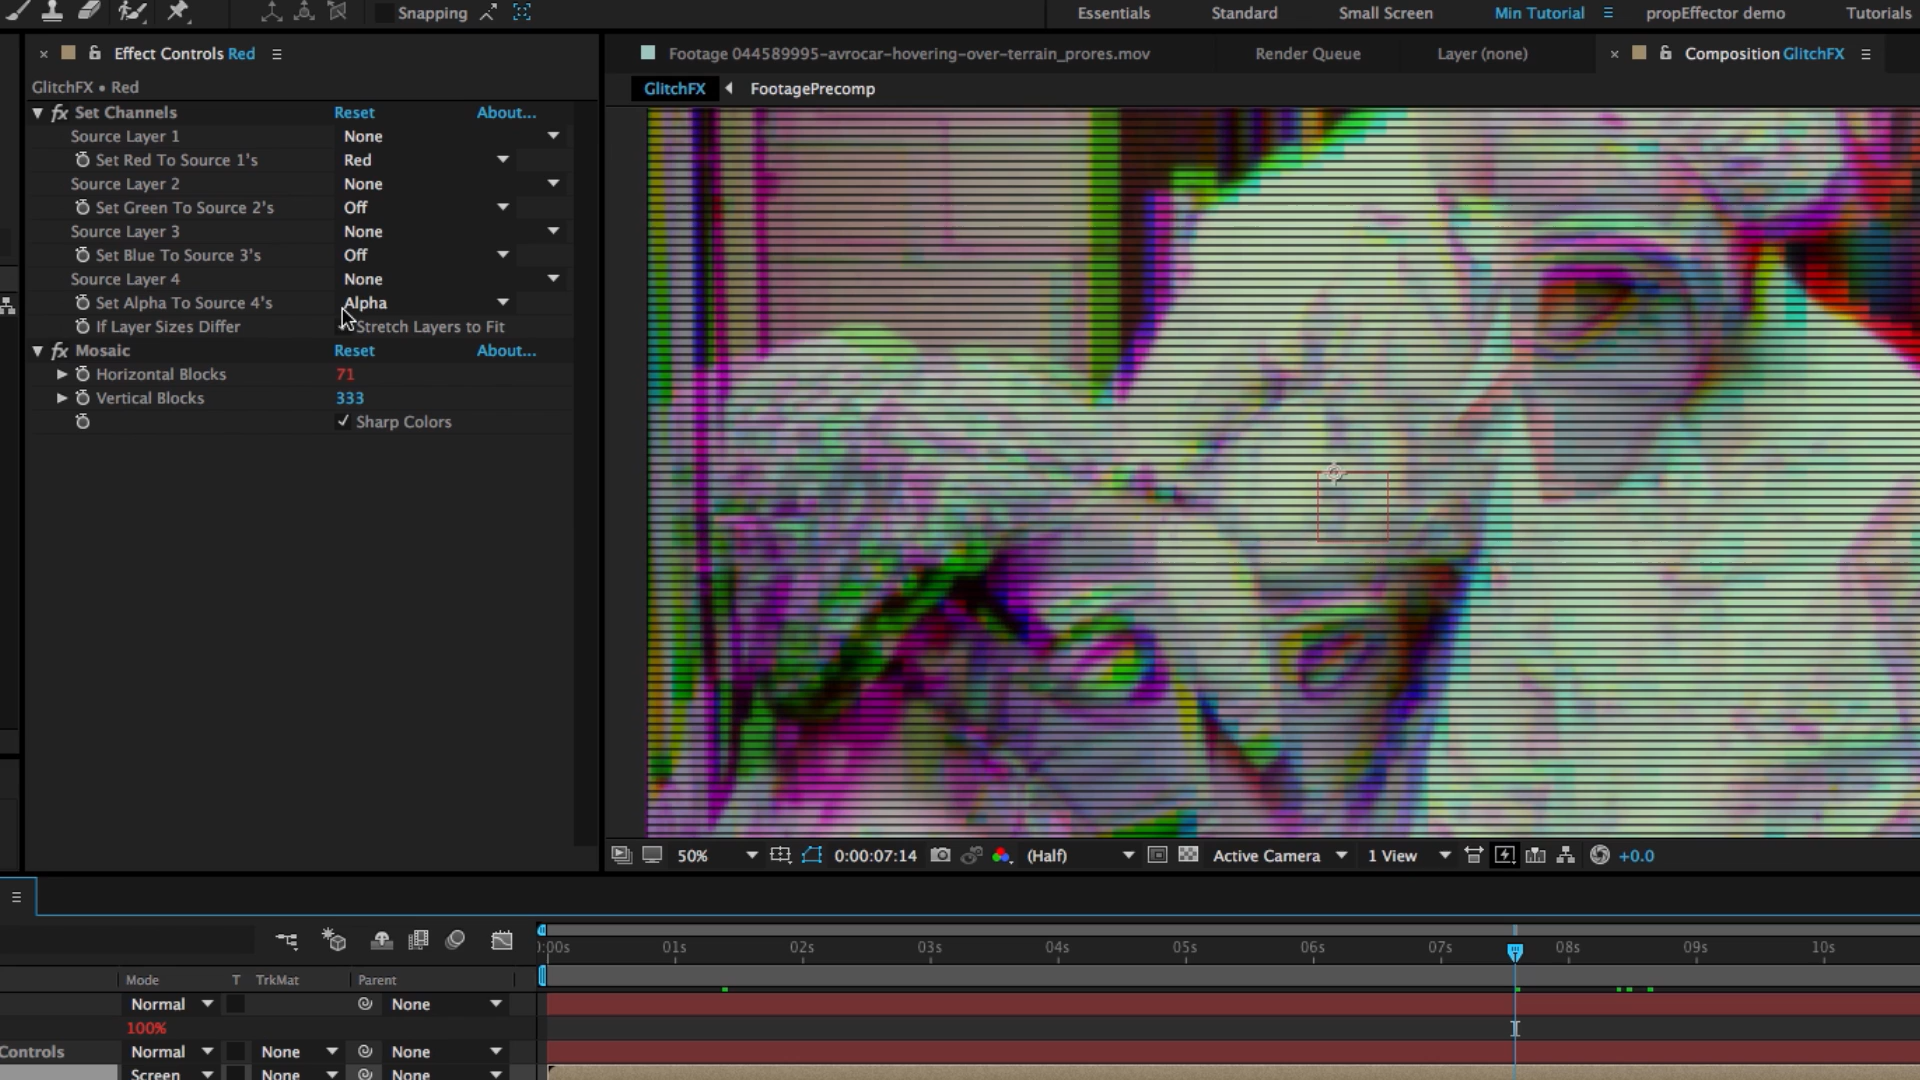 Snapping
Essentials
Standard
Small Screen
Min Tutorial
propEffector demo
Tutorials
Effect Controls Red
Footage 044589995-avrocar-hovering-over-terrain_prores.mov
Render Queue
Layer (none)
Composition GlitchFX
GlitchFX • Red
GlitchFX
FootagePrecomp
fx Set Channels Reset About...
Source Layer 1 None
Set Red To Source 1's Red
Source Layer 2 None
Set Green To Source 2's Off
Source Layer 3 None
Set Blue To Source 3's Off
Source Layer 4 None
Set Alpha To Source 4's Alpha
If Layer Sizes Differ Stretch Layers to Fit
fx Mosaic Reset About...
Horizontal Blocks 71
Vertical Blocks 333
Sharp Colors
50% 0:00:07:14 (Half) Active Camera 1 View +0.0
:00s 01s 02s 03s 04s 05s 06s 07s 08s 09s 10s
Mode T TrkMat Parent
Normal None
100%
Controls Normal None None
Screen None None